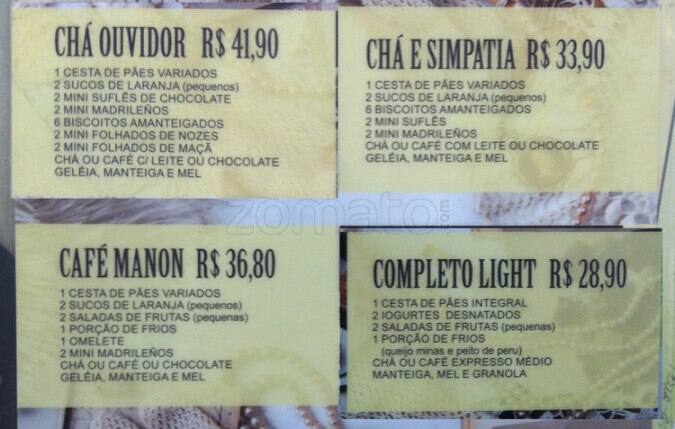 CHÁ OUVIDOR R$ 41,90
1 CESTA DE PÃES VARIADOS
2 SUCOS DE LARANJA (pequenos)
2 MINI SUFLÊS DE CHOCOLATE
2 MINI MADRILEÑOS
6 BISCOITOS AMANTEIGADOS
2 MINI FOLHADOS DE NOZES
2 MINI FOLHADOS DE MAÇÃ
CHÁ OU CAFÉ C/ LEITE OU CHOCOLATE
GELÉIA, MANTEIGA E MEL
CHÁ E SIMPATIA R$ 33,90
1 CESTA DE PÃES VARIADOS
2 SUCOS DE LARANJA (pequenos)
6 BISCOITOS AMANTEIGADOS
2 MINI SUFLÊS
2 MINI MADRILEÑOS
CHÁ OU CAFÉ COM LEITE OU CHOCOLATE
GELÉIA, MANTEIGA E MEL
zomato.com
CAFÉ MANON R$ 36,80
1 CESTA DE PÃES VARIADOS
2 SUCOS DE LARANJA (pequenos)
2 SALADAS DE FRUTAS (pequenas)
1 PORÇÃO DE FRIOS
1 OMELETE
2 MINI MADRILEÑOS
CHÁ OU CAFÉ OU CHOCOLATE
GELÉIA, MANTEIGA E MEL
COMPLETO LIGHT R$ 28,90
1 CESTA DE PÃES INTEGRAL
2 IOGURTES DESNATADOS
2 SALADAS DE FRUTAS (pequenas)
1 PORÇÃO DE FRIOS
(queijo minas e peito de peru)
CHÁ OU CAFÉ EXPRESSO MÉDIO
MANTEIGA, MEL E GRANOLA